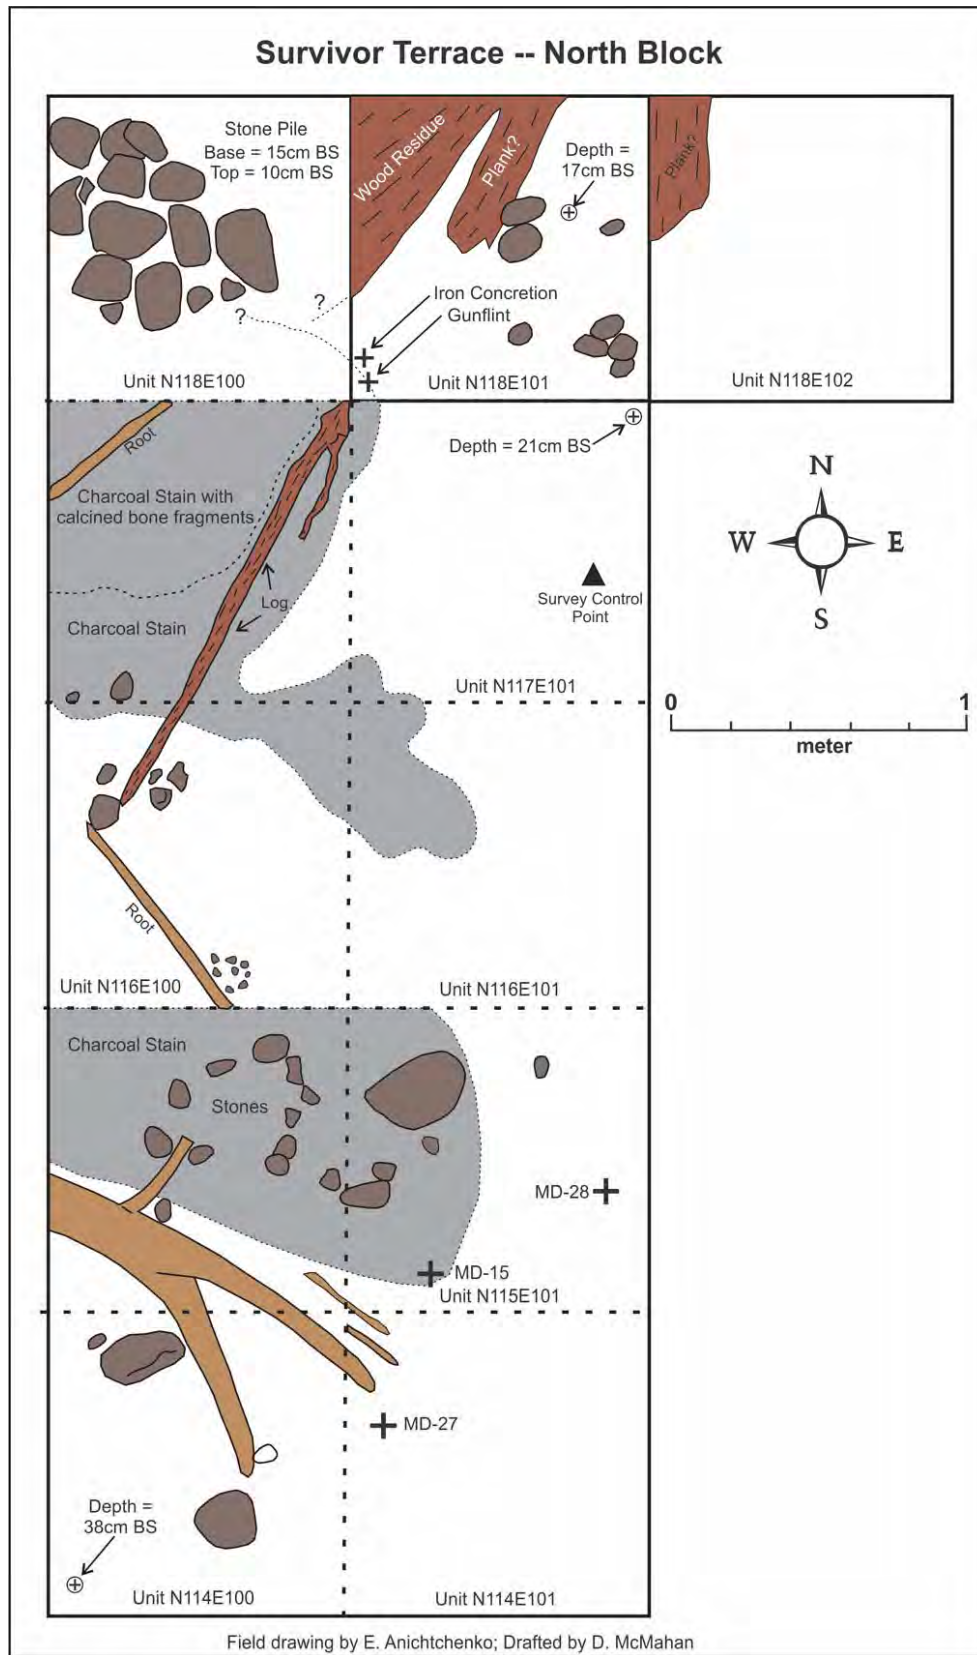 Survivor Terrace -- North Block
Stone Pile
Base = 15cm BS
Top = 10cm BS
Wood Residue
Plank?
Depth =
17cm BS
Plank?
?
?
Iron Concretion
Gunflint
Unit N118E100
Unit N118E101
Unit N118E102
Root
Depth = 21cm BS
Charcoal Stain with
calcined bone fragments
N
W
E
S
Log
Survey Control
Point
Charcoal Stain
Unit N117E101
0
1
meter
Root
Unit N116E100
Unit N116E101
Charcoal Stain
Stones
MD-28
MD-15
Unit N115E101
MD-27
Depth =
38cm BS
Unit N114E100
Unit N114E101
Field drawing by E. Anichtchenko; Drafted by D. McMahan